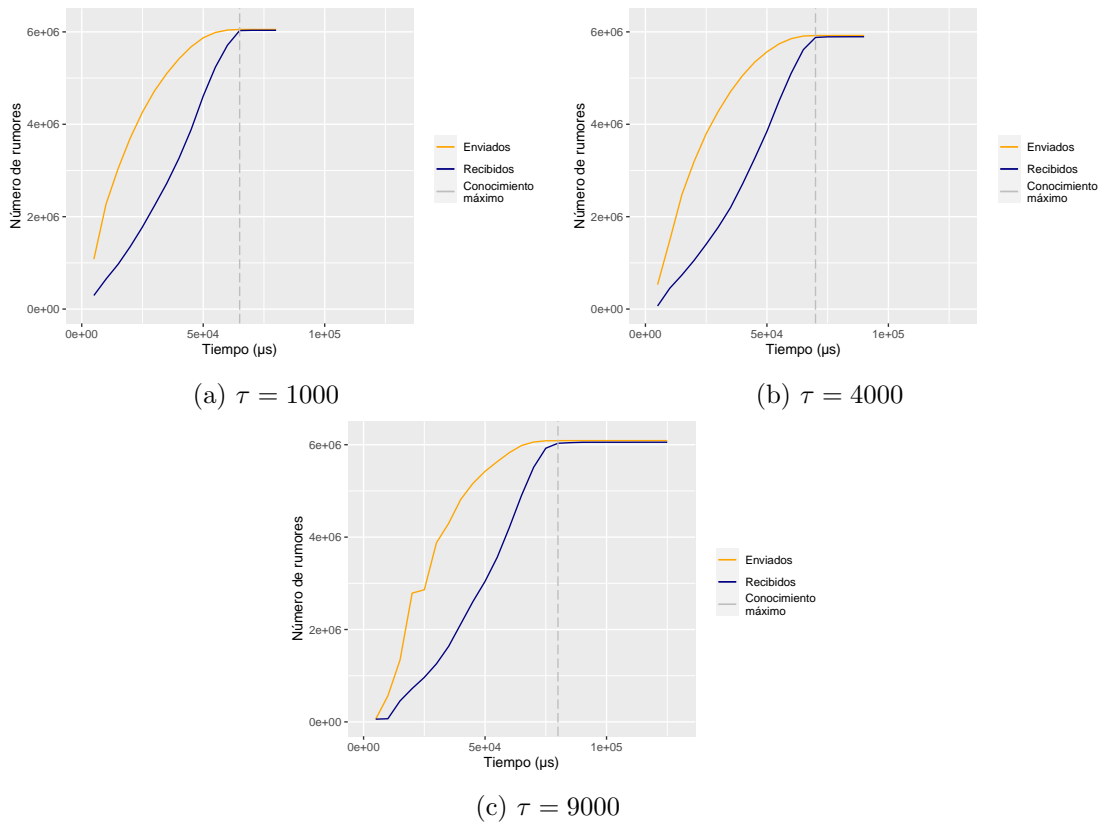 6e+06
4e+06
2e+06
0e+00
Número de rumores
0e+00 5e+04 1e+05
Tiempo (µs)
Enviados
Recibidos
Conocimiento
máximo
(a) τ = 1000
6e+06
4e+06
2e+06
0e+00
Número de rumores
0e+00 5e+04 1e+05
Tiempo (µs)
Enviados
Recibidos
Conocimiento
máximo
(b) τ = 4000
6e+06
4e+06
2e+06
0e+00
Número de rumores
0e+00 5e+04 1e+05
Tiempo (µs)
Enviados
Recibidos
Conocimiento
máximo
(c) τ = 9000